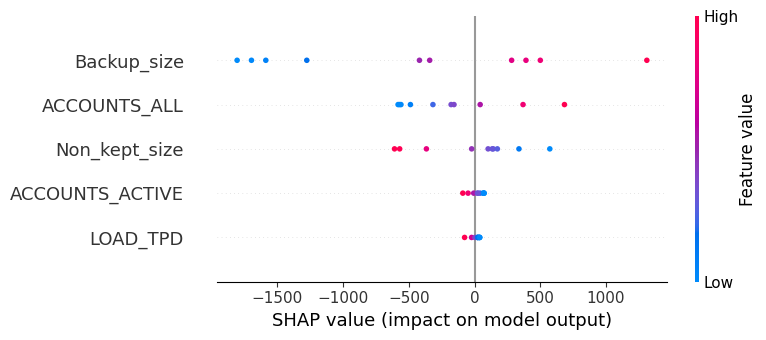 High
Backup_size
ACCOUNTS_ALL
Non_kept_size
ACCOUNTS_ACTIVE
LOAD_TPD
Feature value
Low
−1500 −1000 −500 0 500 1000
SHAP value (impact on model output)